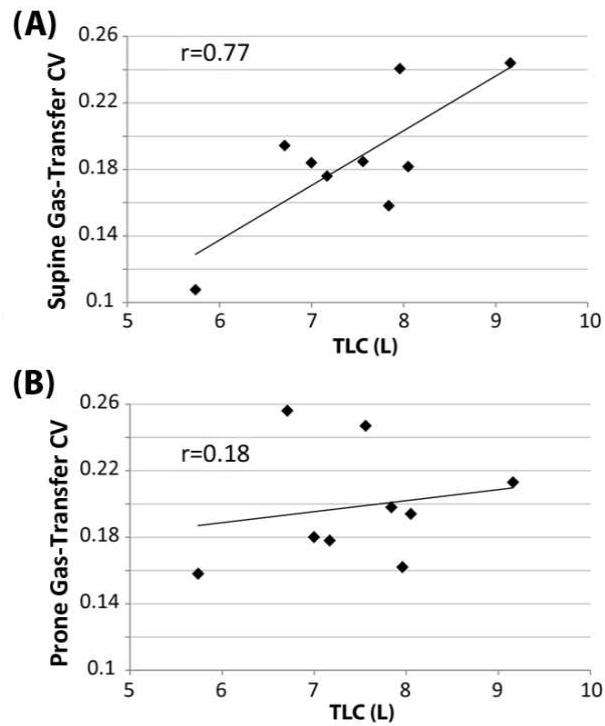 (A)
Supine Gas-Transfer CV
0.26
0.22
0.18
0.14
0.1
r=0.77
5 6 7 8 9 10
TLC (L)
(B)
Prone Gas-Transfer CV
0.26
0.22
0.18
0.14
0.1
r=0.18
5 6 7 8 9 10
TLC (L)